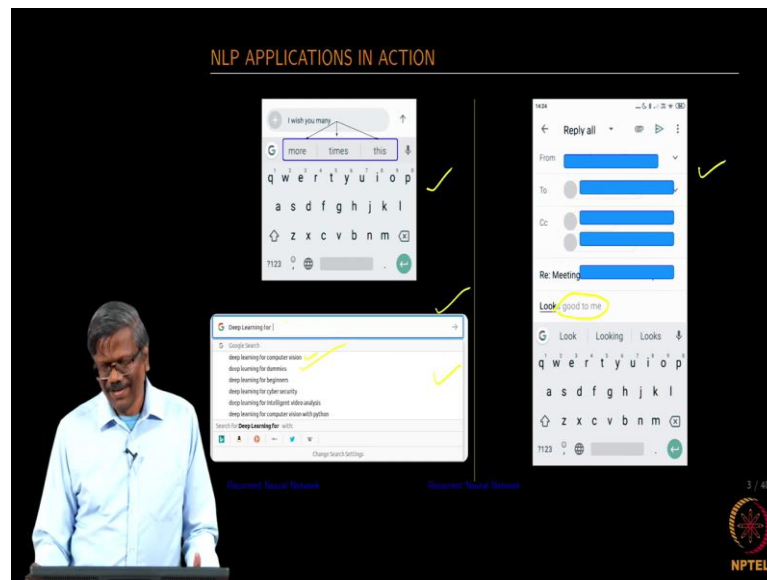 NLP APPLICATIONS IN ACTION
I wish you many
G more times this
q w e r t y u i o p
a s d f g h j k l
z x c v b n m
?123 , .
G Deep Learning for
G Google Search
deep learning for computer vision
deep learning for dummies
deep learning for beginners
deep learning for cyber security
deep learning for intelligent video analysis
deep learning for computer vision with python
Search for Deep Learning for with:
Change Search Settings
14:24
Reply all
From
To
Cc
Re: Meeting
Looks good to me
G Look Looking Looks
q w e r t y u i o p
a s d f g h j k l
z x c v b n m
?123 , .
Recurrent Neural Network Recurrent Neural Network
3 / 40
NPTEL